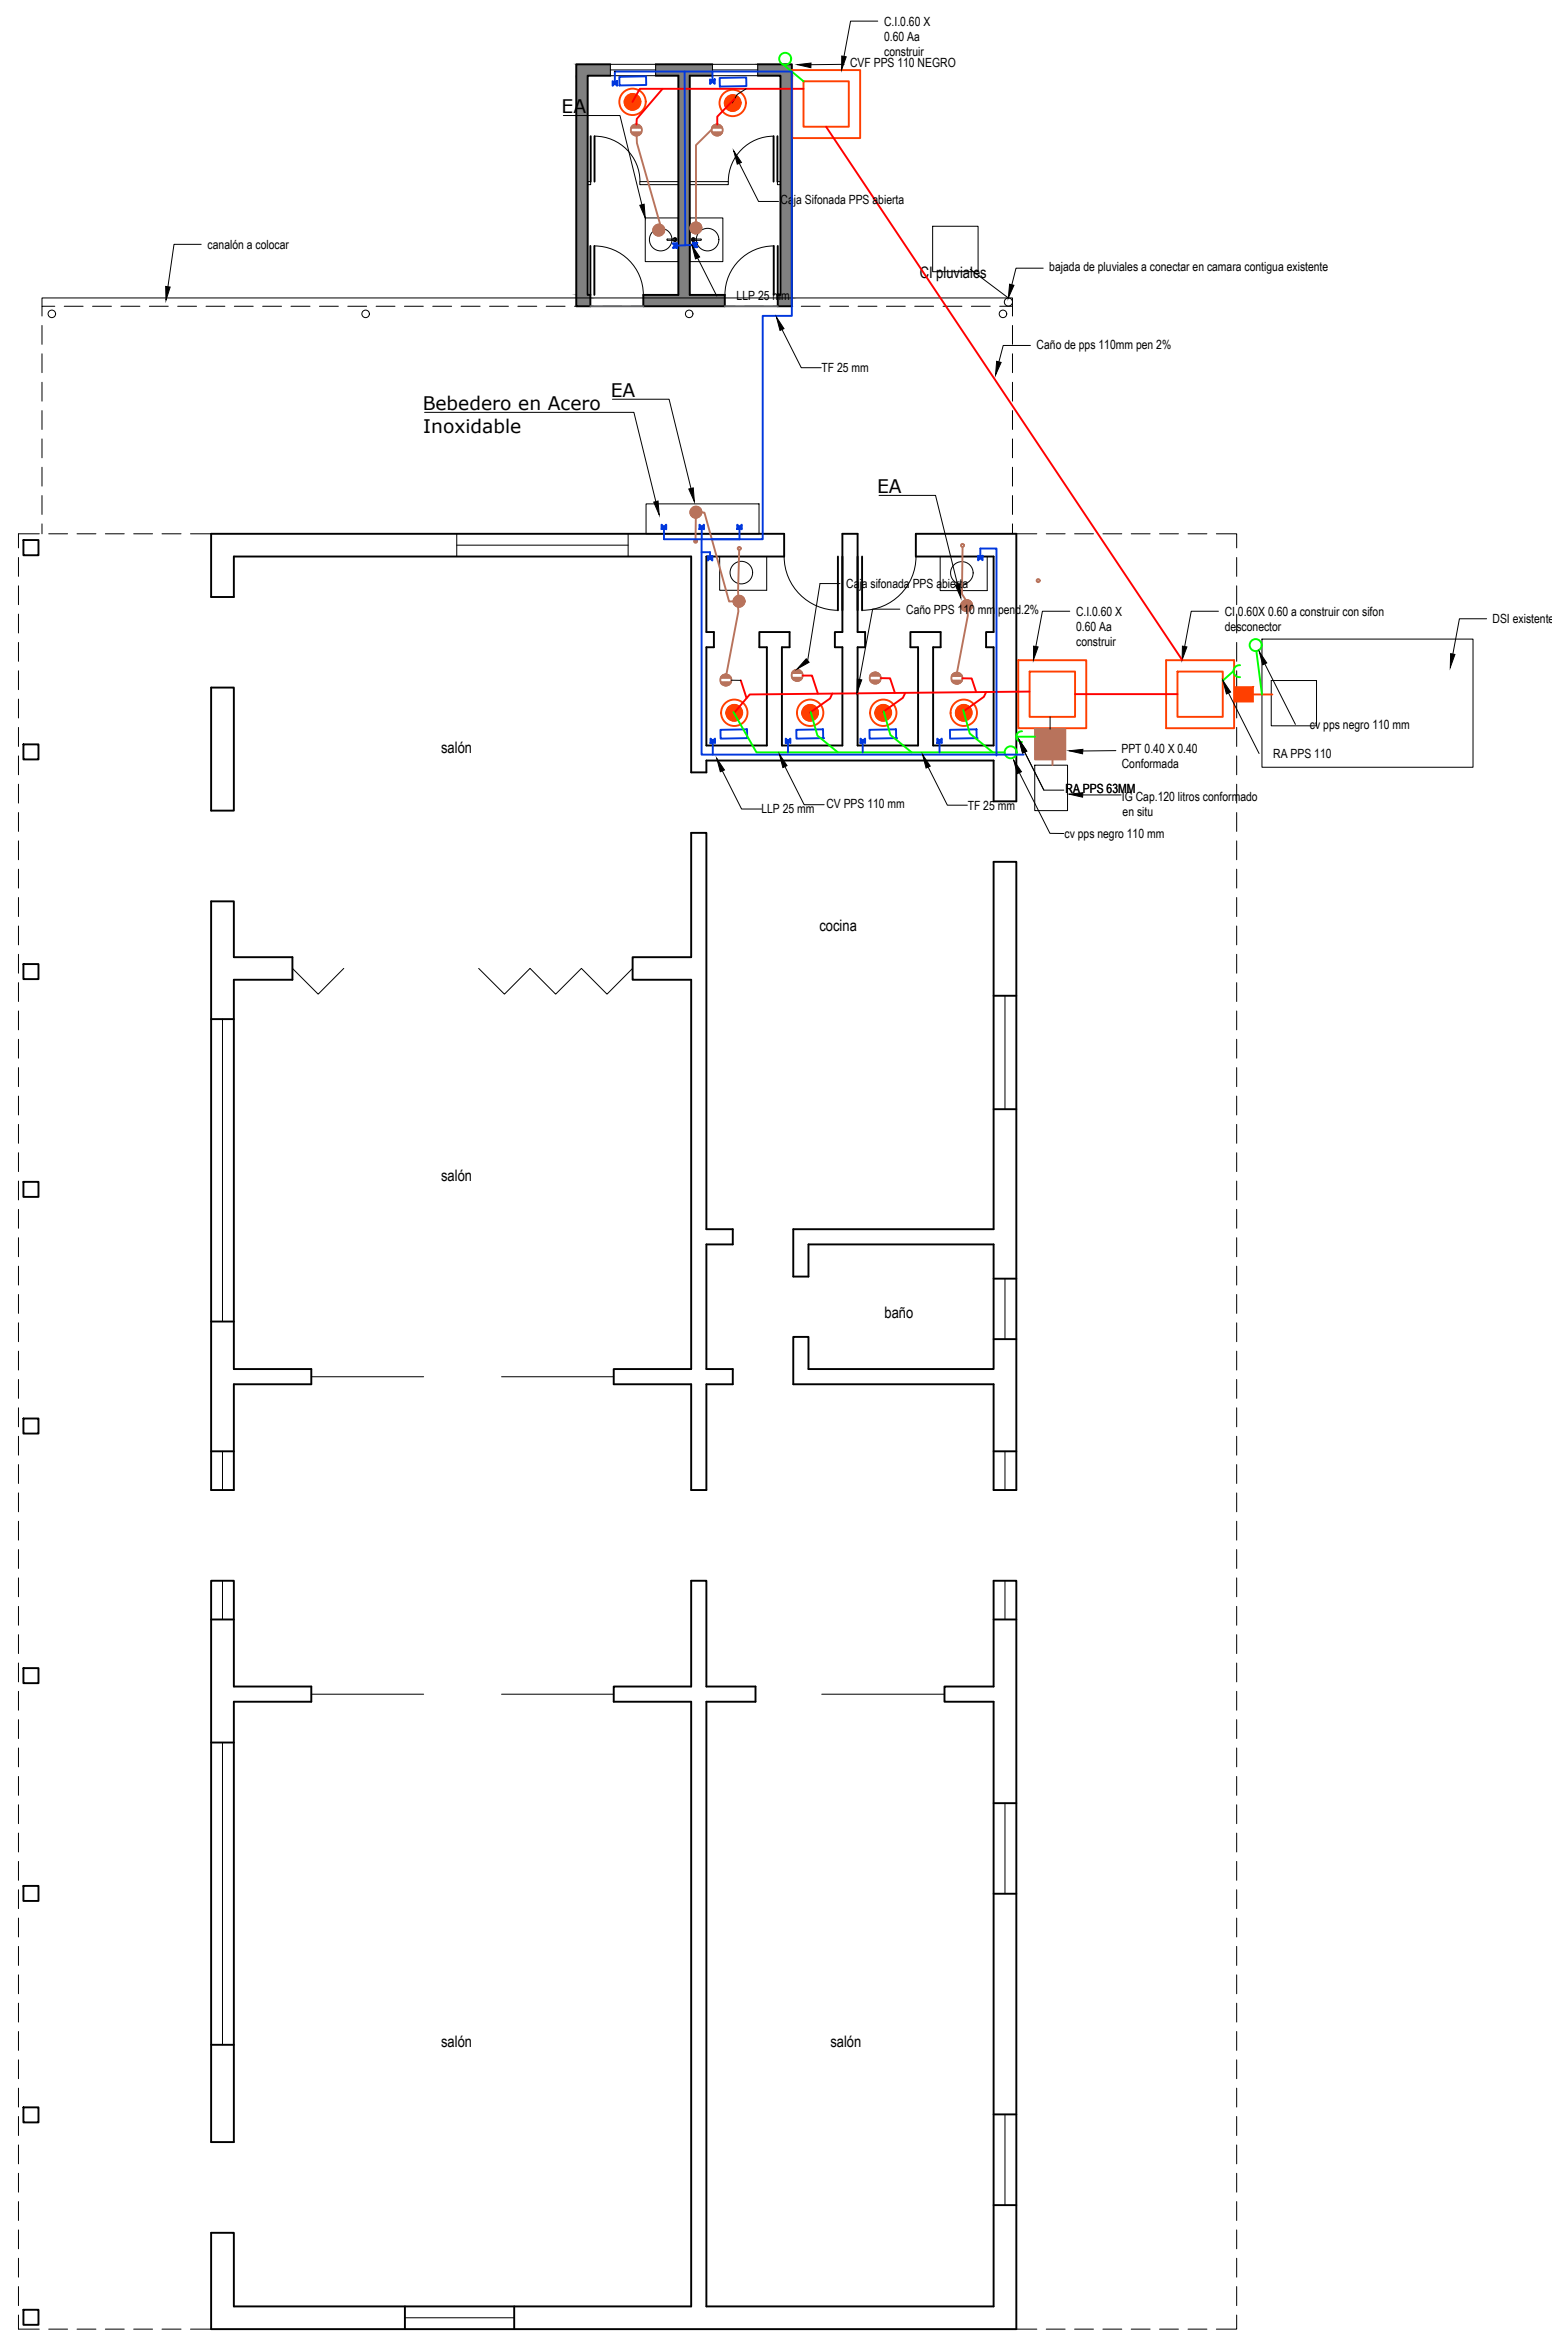 C.I.0.60 X
0.60 Aa
construir
CVF PPS 110 NEGRO
EA
Caja Sifonada PPS abierta
canalón a colocar
CI pluviales
bajada de pluviales a conectar en camara contigua existente
LLP 25 mm
Caño de pps 110mm pen 2%
TF 25 mm
EA
Bebedero en Acero
Inoxidable
EA
Caja sifonada PPS abierta
Caño PPS 110 mm pend.2%
C.I.0.60 X
0.60 Aa
construir
CI 0.60X 0.60 a construir con sifon
desconector
DSI existente
cv pps negro 110 mm
salón
PPT 0.40 X 0.40
Conformada
RA PPS 110
RA PPS 63MM
IG Cap.120 litros conformado
en situ
LLP 25 mm
CV PPS 110 mm
TF 25 mm
cv pps negro 110 mm
cocina
salón
baño
salón
salón